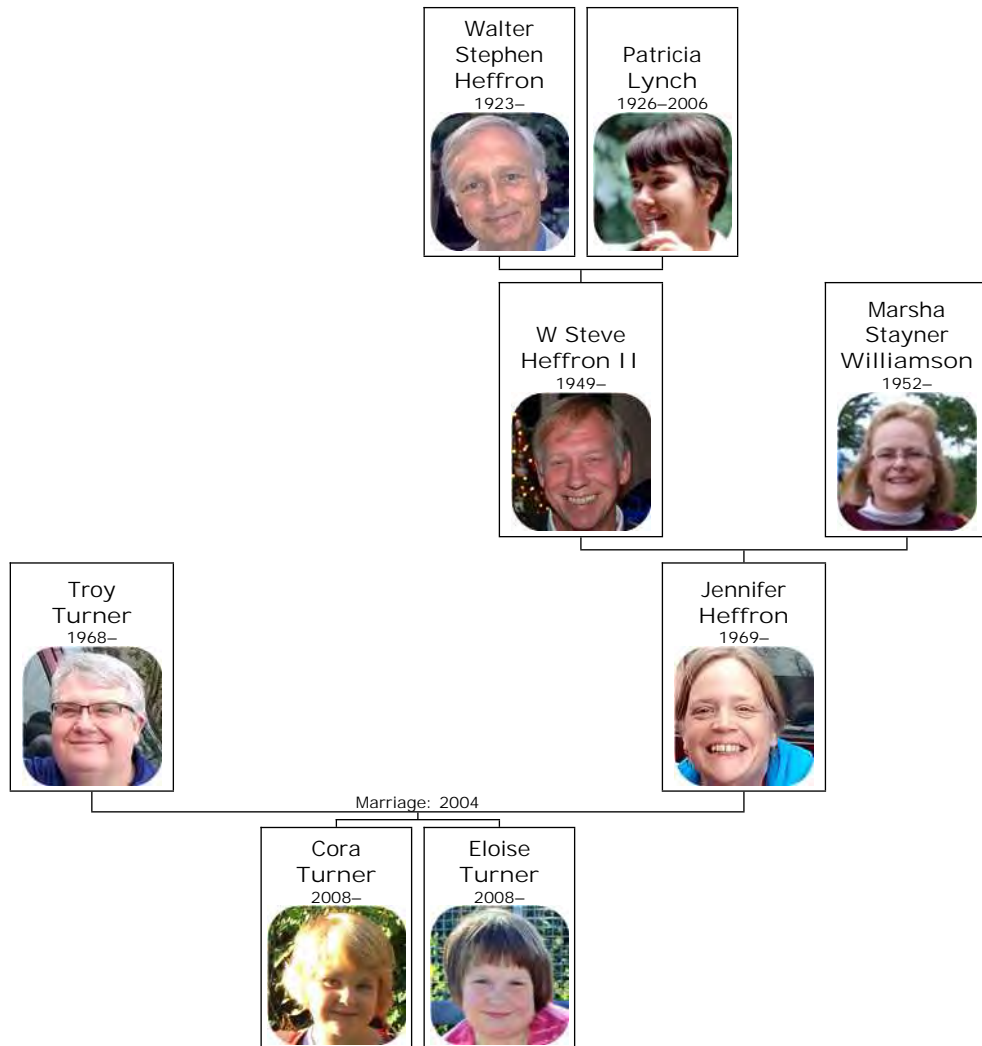 Walter
Stephen
Heffron
1923–
Patricia
Lynch
1926–2006
W Steve
Heffron II
1949–
Marsha
Stayner
Williamson
1952–
Troy
Turner
1968–
Jennifer
Heffron
1969–
Marriage: 2004
Cora
Turner
2008–
Eloise
Turner
2008–